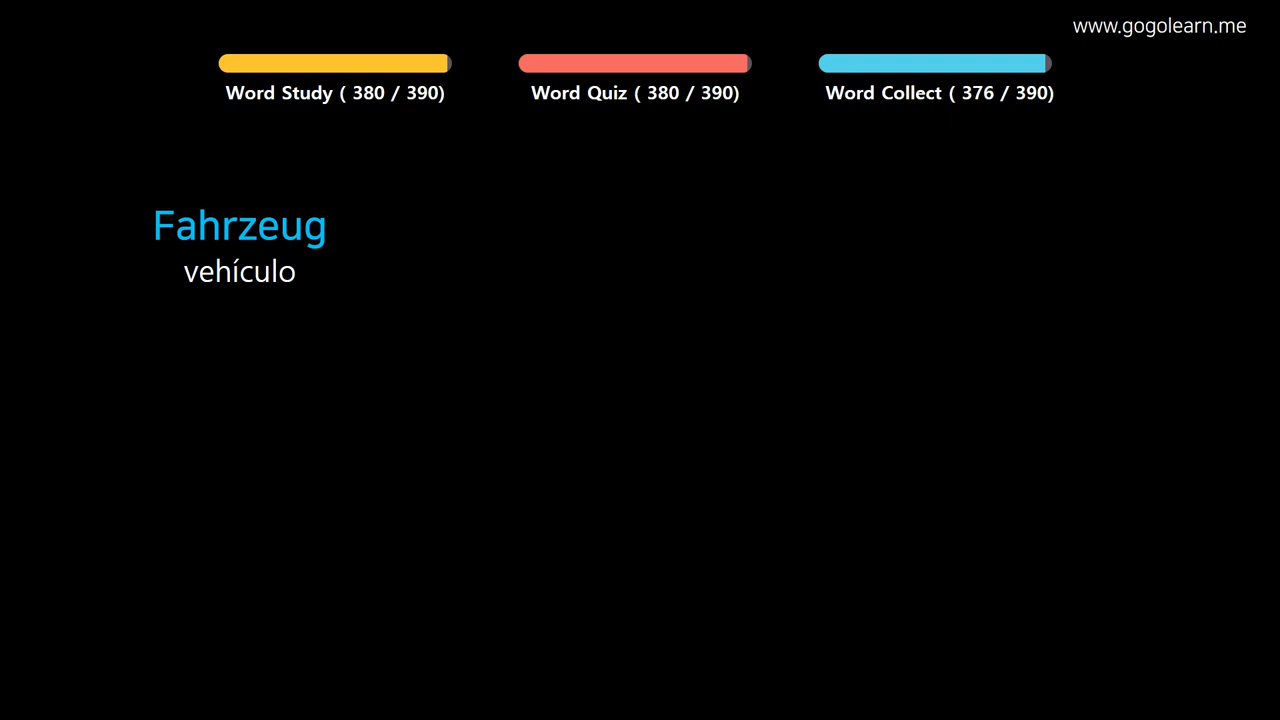 www.gogolearn.me
Word Study ( 380 / 390)
Word Quiz ( 380 / 390)
Word Collect ( 376 / 390)
Fahrzeug
vehículo